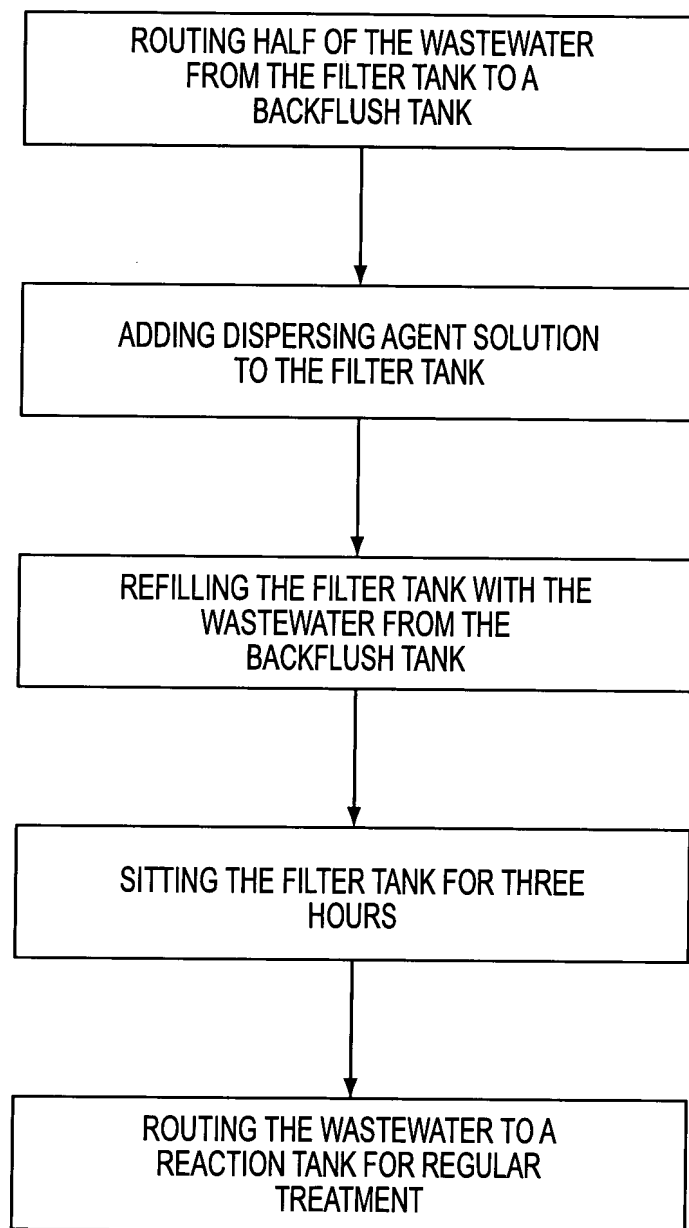 ROUTING HALF OF THE WASTEWATER
FROM THE FILTER TANK TO A
BACKFLUSH TANK
ADDING DISPERSING AGENT SOLUTION
TO THE FILTER TANK
REFILLING THE FILTER TANK WITH THE
WASTEWATER FROM THE
BACKFLUSH TANK
SITTING THE FILTER TANK FOR THREE
HOURS
ROUTING THE WASTEWATER TO A
REACTION TANK FOR REGULAR
TREATMENT